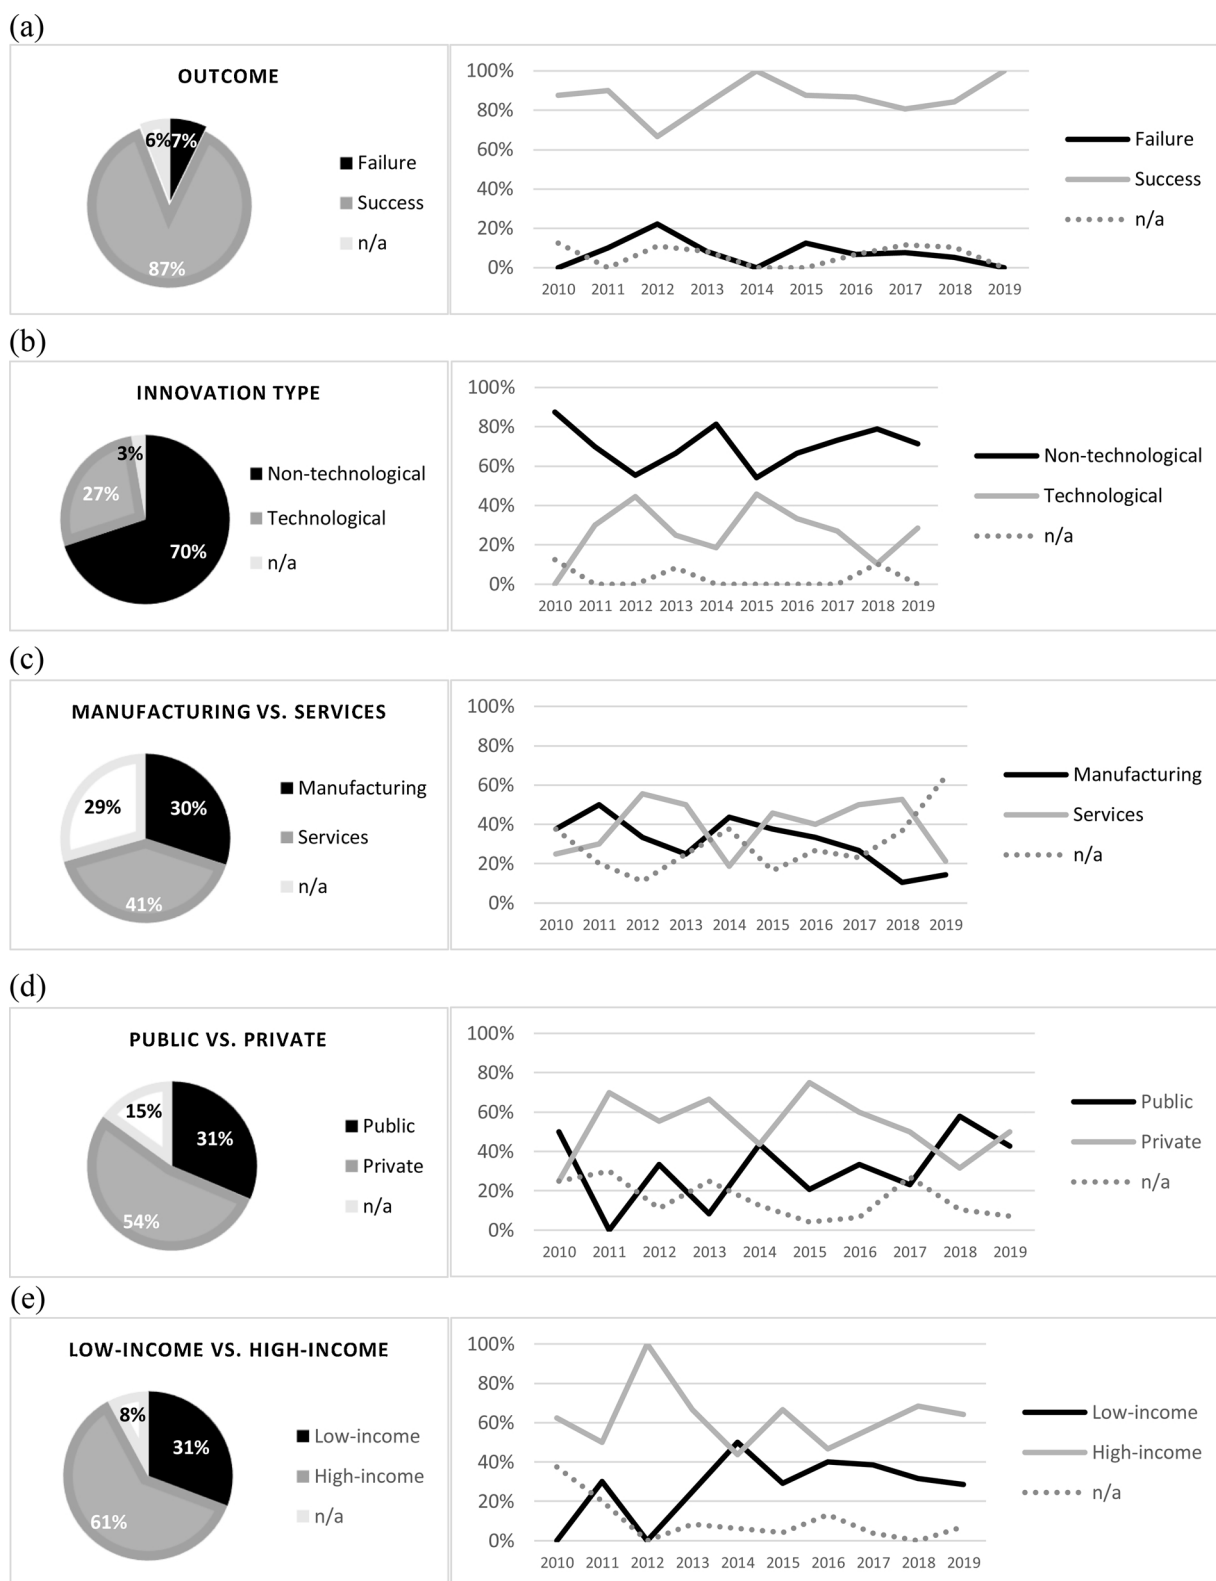 (a)
OUTCOME
6%
7%
87%
Failure
Success
n/a
100%
80%
60%
40%
20%
0%
2010 2011 2012 2013 2014 2015 2016 2017 2018 2019
Failure
Success
n/a
(b)
INNOVATION TYPE
3%
27%
70%
Non-technological
Technological
n/a
100%
80%
60%
40%
20%
0%
2010 2011 2012 2013 2014 2015 2016 2017 2018 2019
Non-technological
Technological
n/a
(c)
MANUFACTURING VS. SERVICES
29%
30%
41%
Manufacturing
Services
n/a
100%
80%
60%
40%
20%
0%
2010 2011 2012 2013 2014 2015 2016 2017 2018 2019
Manufacturing
Services
n/a
(d)
PUBLIC VS. PRIVATE
15%
31%
54%
Public
Private
n/a
100%
80%
60%
40%
20%
0%
2010 2011 2012 2013 2014 2015 2016 2017 2018 2019
Public
Private
n/a
(e)
LOW-INCOME VS. HIGH-INCOME
8%
31%
61%
Low-income
High-income
n/a
100%
80%
60%
40%
20%
0%
2010 2011 2012 2013 2014 2015 2016 2017 2018 2019
Low-income
High-income
n/a